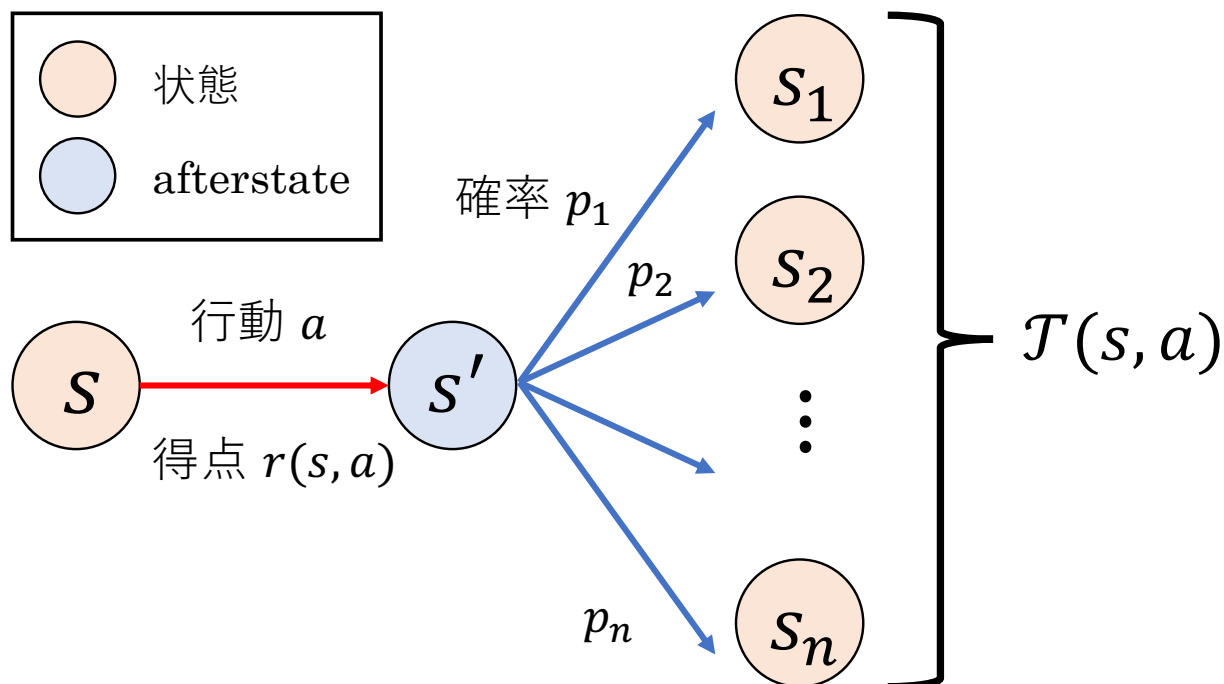 状態
afterstate
s
行動 a
得点 r(s, a)
s′
確率 p₁
p₂
pₙ
s₁
s₂
⋮
sₙ
𝒯(s, a)